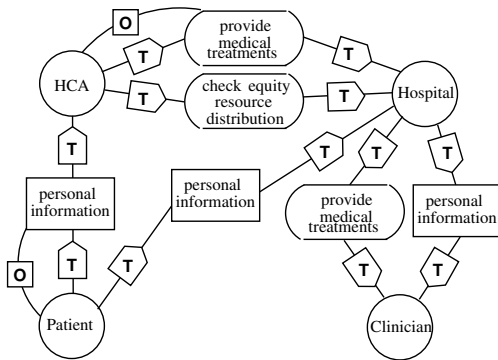 O
provide
medical
treatments
T
T
HCA
Hospital
check equity
resource
distribution
T
T
T
T
T
T
personal
information
personal
information
provide
medical
treatments
personal
information
O
T
T
T
T
Patient
Clinician